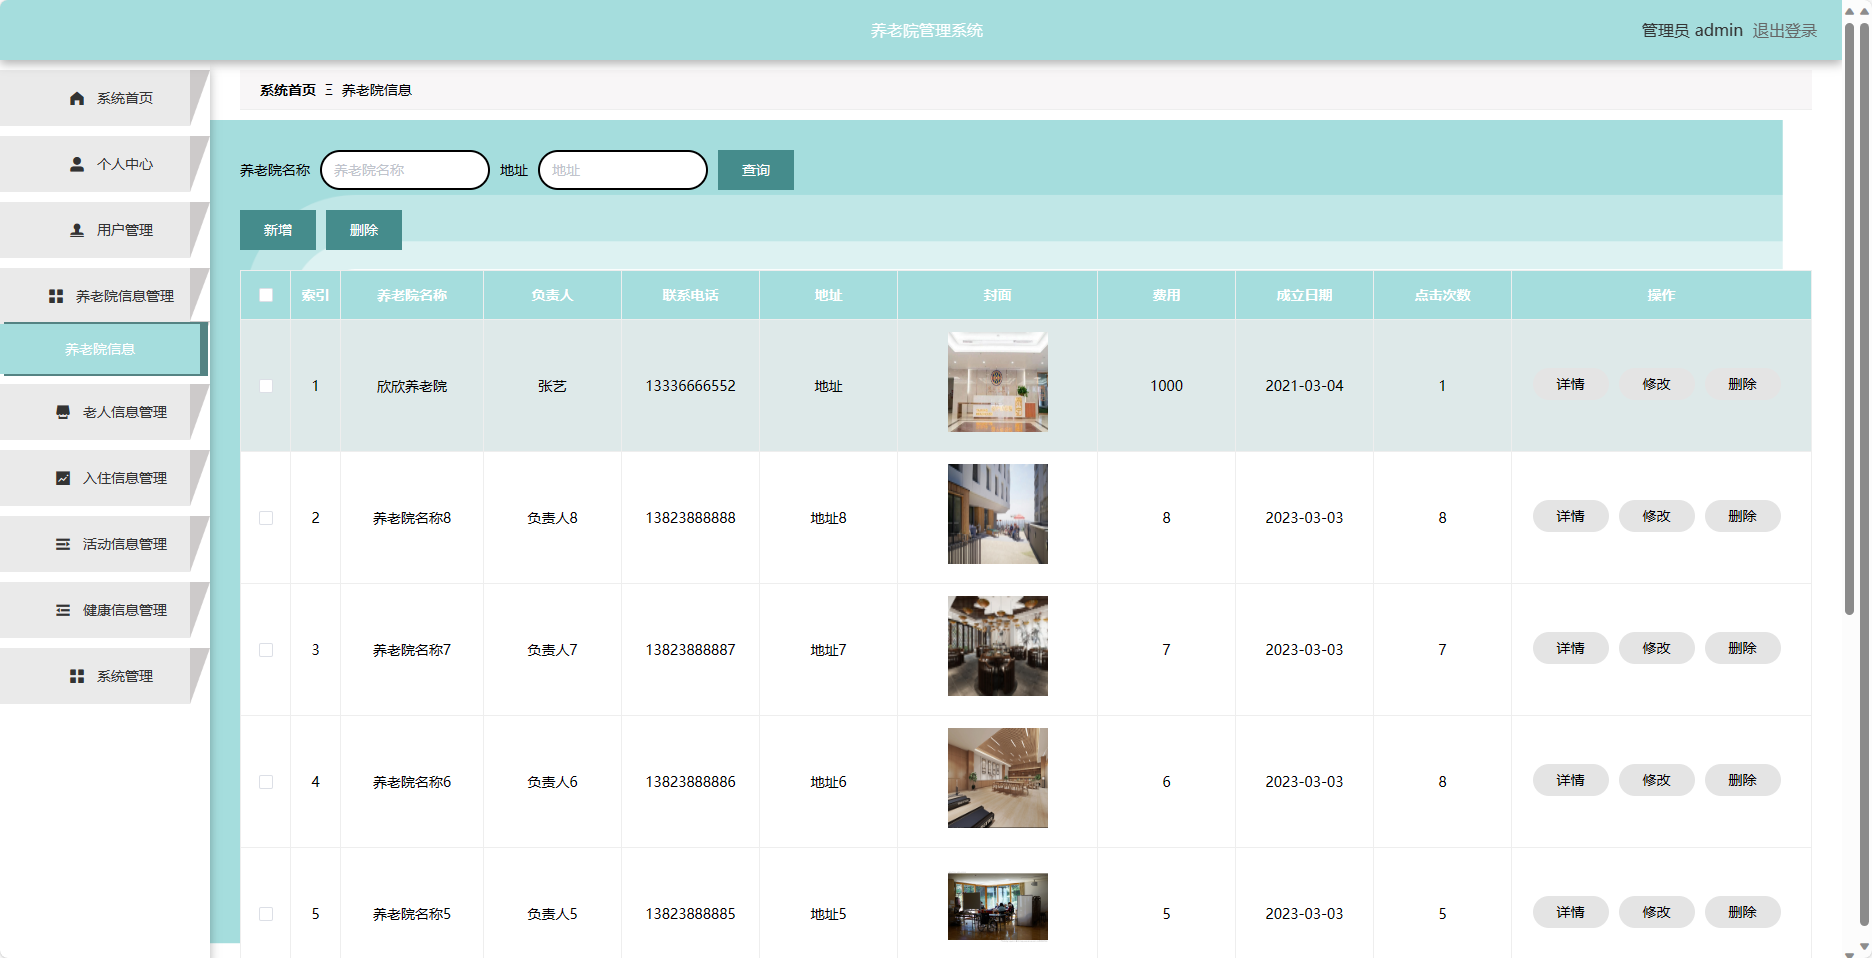 养老院管理系统
管理员 admin 退出登录
系统首页
个人中心
用户管理
养老院信息管理
养老院信息
老人信息管理
入住信息管理
活动信息管理
健康信息管理
系统管理
系统首页 Ξ 养老院信息
养老院名称 养老院名称 地址 地址 查询
新增 删除
索引 养老院名称 负责人 联系电话 地址 封面 费用 成立日期 点击次数 操作
1 欣欣养老院 张艺 13336666552 地址 1000 2021-03-04 1 详情 修改 删除
2 养老院名称8 负责人8 13823888888 地址8 8 2023-03-03 8 详情 修改 删除
3 养老院名称7 负责人7 13823888887 地址7 7 2023-03-03 7 详情 修改 删除
4 养老院名称6 负责人6 13823888886 地址6 6 2023-03-03 8 详情 修改 删除
5 养老院名称5 负责人5 13823888885 地址5 5 2023-03-03 5 详情 修改 删除